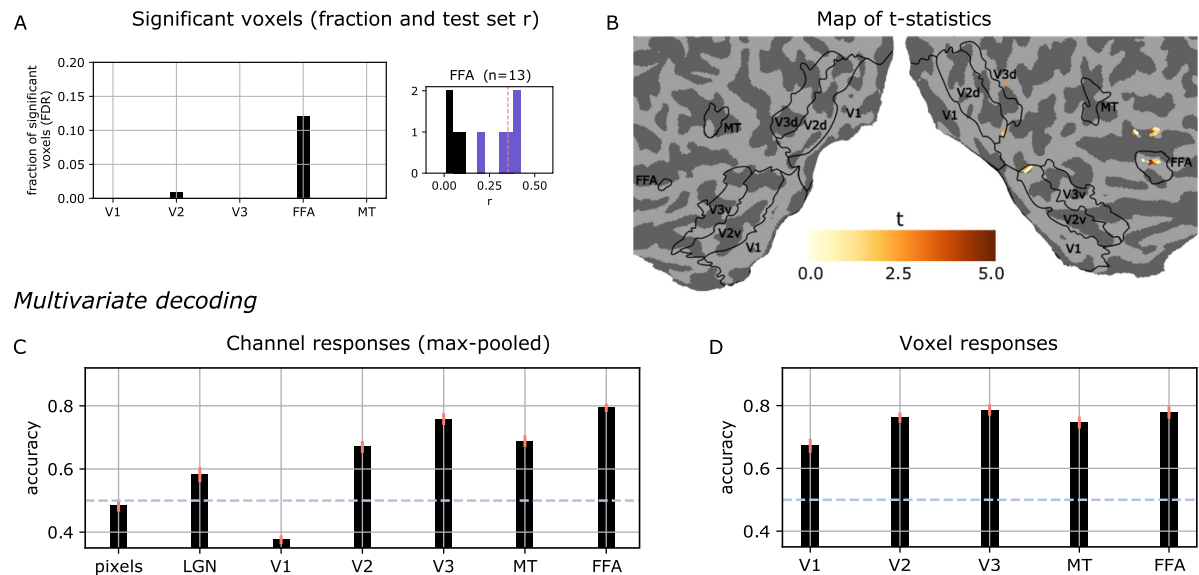 A
Significant voxels (fraction and test set r)
fraction of significant
voxels (FDR)
0.20
0.15
0.10
0.05
0.00
V1
V2
V3
FFA
MT
FFA (n=13)
2
1
0
0.00
0.25
0.50
r
B
Map of t-statistics
MT
V3d
V2d
V1
FFA
V3v
V2v
V1
V3d
V2d
V1
MT
FFA
V3v
V2v
V1
t
0.0
2.5
5.0
Multivariate decoding
C
Channel responses (max-pooled)
accuracy
0.8
0.6
0.4
pixels
LGN
V1
V2
V3
MT
FFA
D
Voxel responses
accuracy
0.8
0.6
0.4
V1
V2
V3
MT
FFA